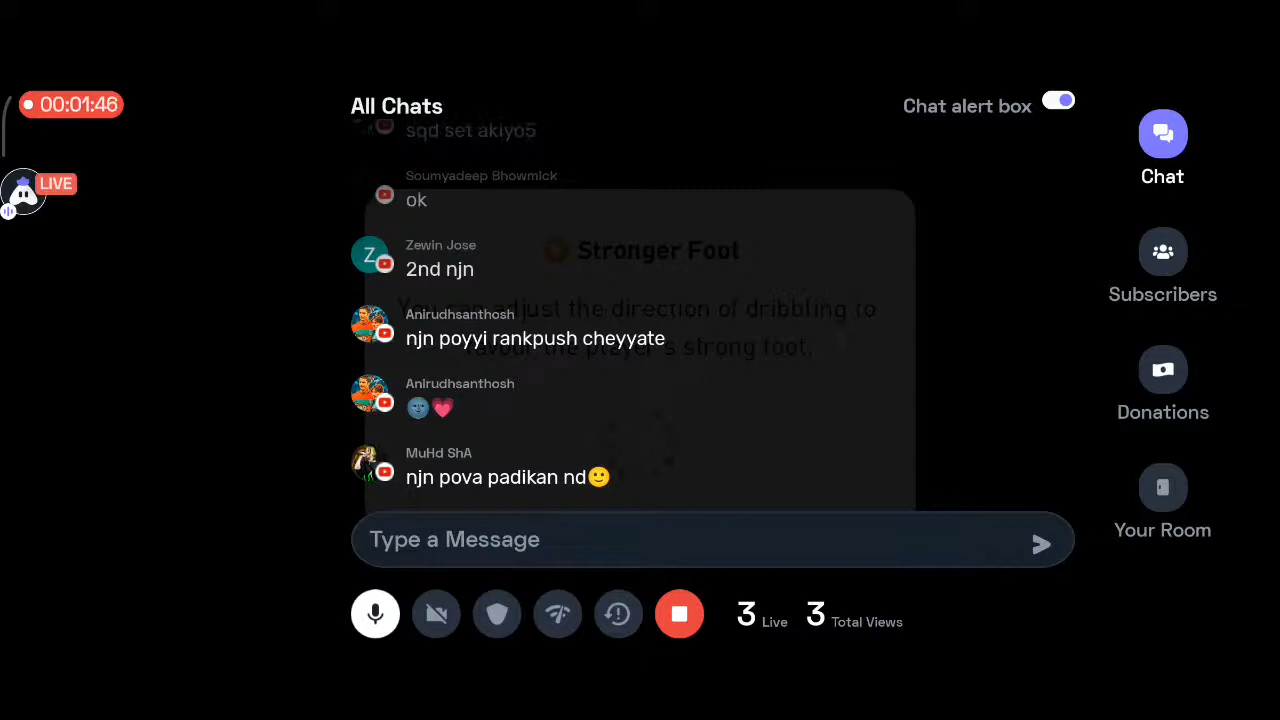 00:01:46
LIVE
All Chats
Chat alert box
sqd set akiyo5
Soumyadeep Bhowmick
ok
Zewin Jose
Z
2nd njn
Anirudhsanthosh
njn poyyi rankpush cheyyate
Anirudhsanthosh
🌚💗
MuHd ShA
njn pova padikan nd🙂
Stronger Foot
You can adjust the direction of dribbling to
favour the player's strong foot.
Type a Message
3 Live 3 Total Views
Chat
Subscribers
Donations
Your Room